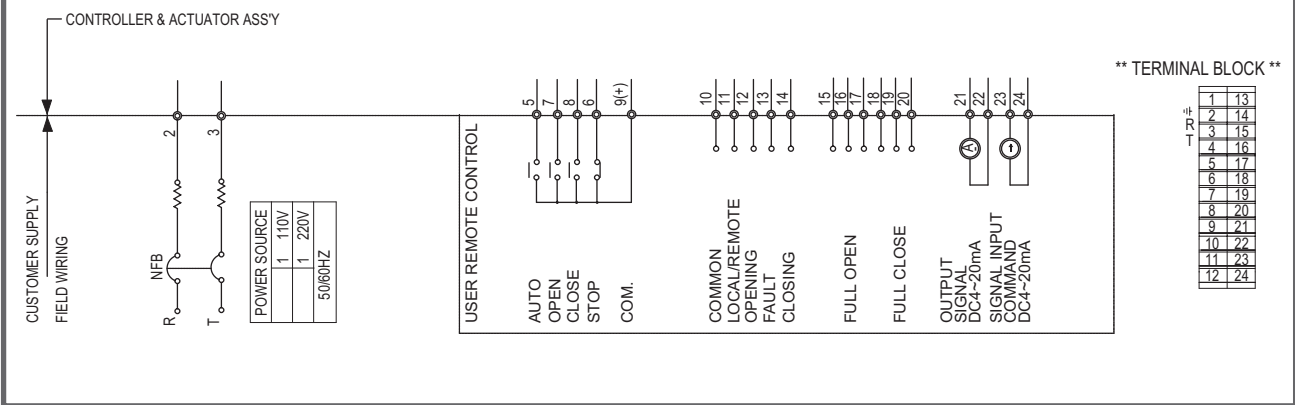 CONTROLLER & ACTUATOR ASS'Y
CUSTOMER SUPPLY
FIELD WIRING
2
3
NFB
R
T
POWER SOURCE
1 110V
1 220V
50/60HZ
USER REMOTE CONTROL
5
7
8
6
9(+)
AUTO
OPEN
CLOSE
STOP
COM.
10
11
12
13
14
COMMON
LOCAL/REMOTE
OPENING
FAULT
CLOSING
15
16
17
18
19
20
FULL OPEN
FULL CLOSE
21
22
23
24
A
OUTPUT
SIGNAL
DC4~20mA
SIGNAL INPUT
COMMAND
DC4~20mA
** TERMINAL BLOCK **
R
T
1 13
2 14
3 15
4 16
5 17
6 18
7 19
8 20
9 21
10 22
11 23
12 24